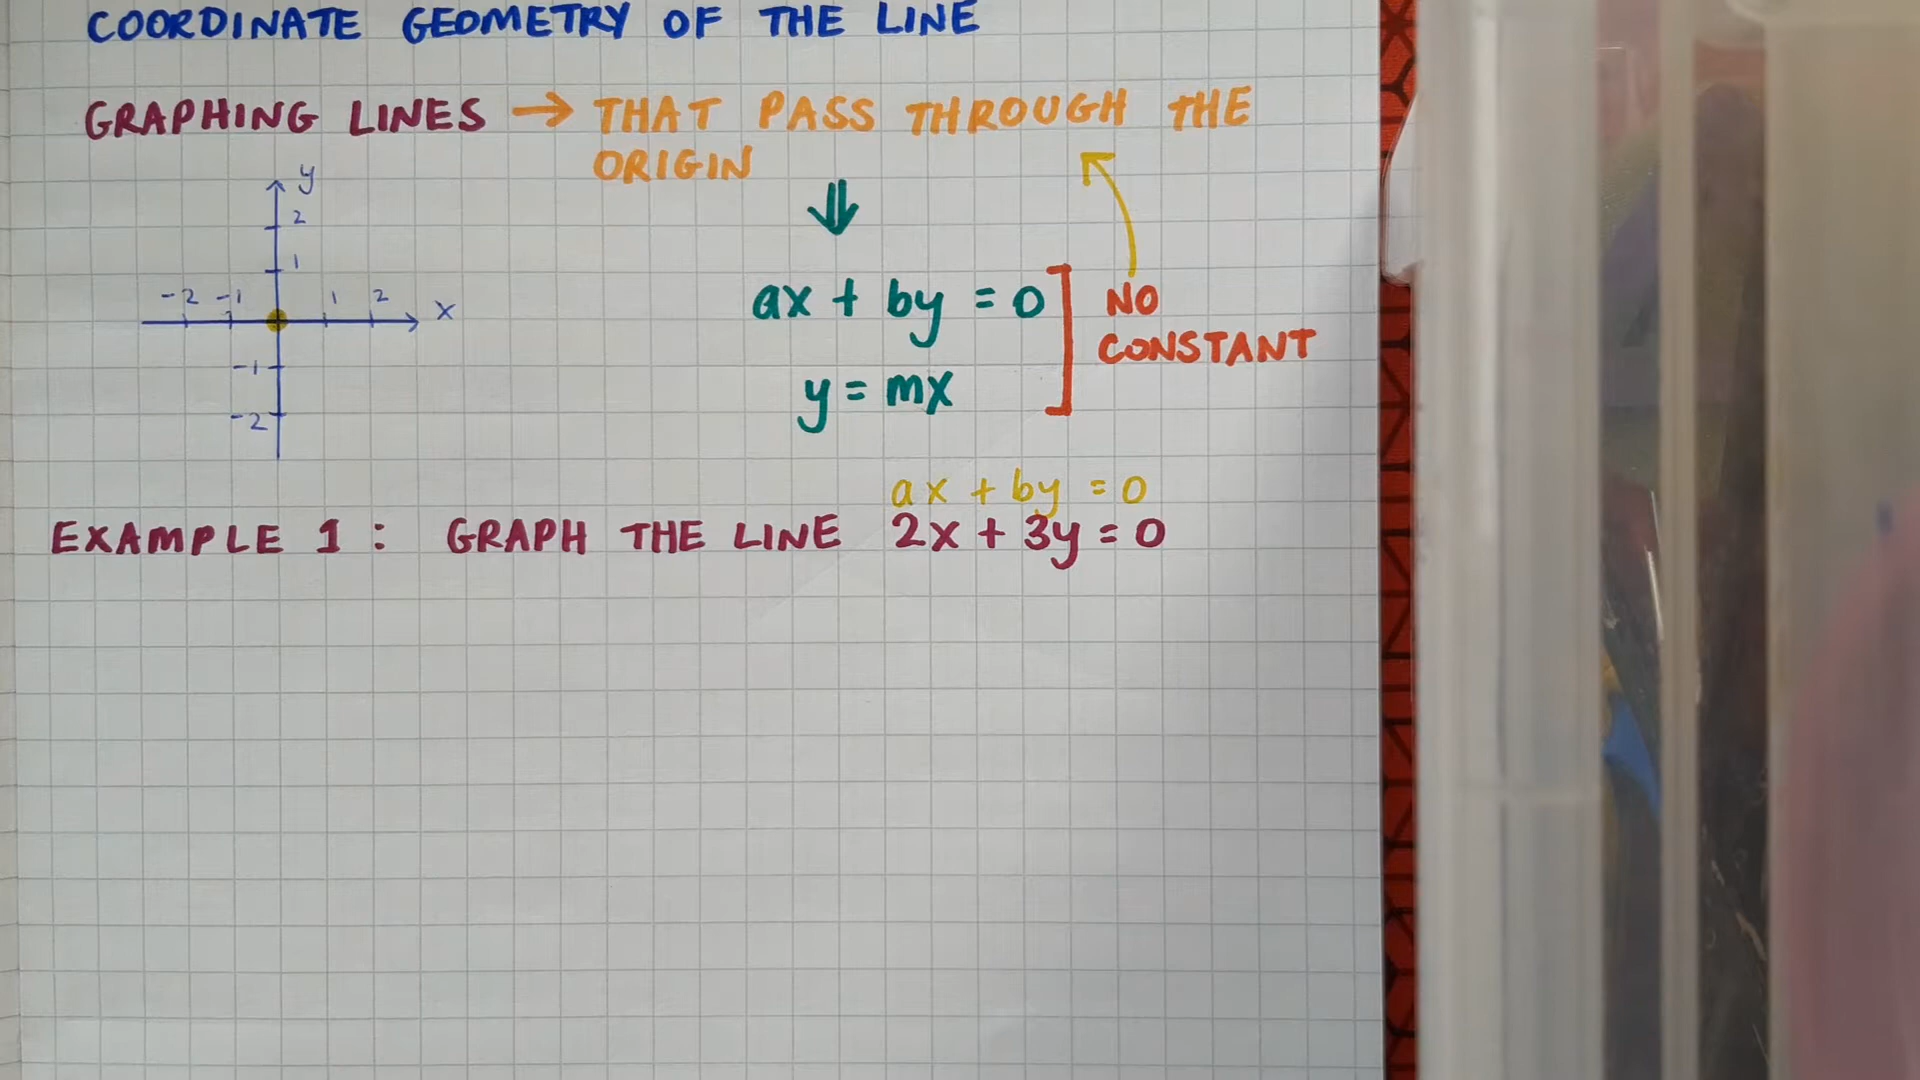 COORDINATE GEOMETRY OF THE LINE
GRAPHING LINES → THAT PASS THROUGH THE
ORIGIN
y
2
1
-2 -1 1 2 x
-1
-2
⇓
ax + by = 0
y = mx
NO
CONSTANT
ax + by = 0
EXAMPLE 1 : GRAPH THE LINE 2x + 3y = 0